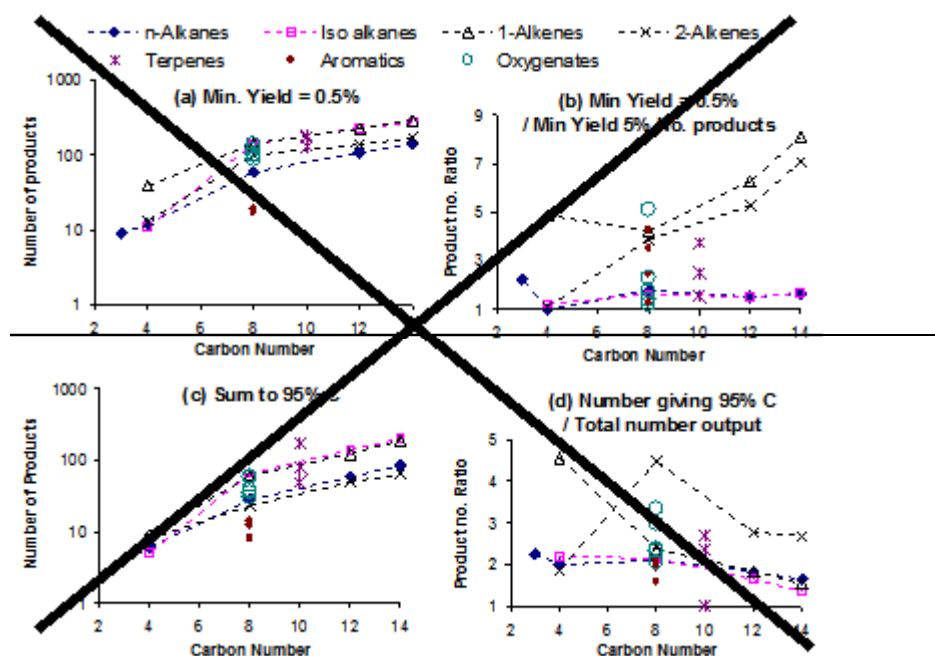 n-Alkanes Iso alkanes 1-Alkenes 2-Alkenes
Terpenes Aromatics Oxygenates
(a) Min. Yield = 0.5%
Number of products
1000
100
10
1
2 4 6 8 10 12 14
Carbon Number
(b) Min Yield = 0.5%
/ Min Yield 5% No. products
Product no. Ratio
9
7
5
3
1
2 4 6 8 10 12 14
Carbon Number
(c) Sum to 95% C
Number of Products
1000
100
10
1
2 4 6 8 10 12 14
Carbon Number
(d) Number giving 95% C
/ Total number output
Product no. Ratio
5
4
3
2
1
2 4 6 8 10 12 14
Carbon Number